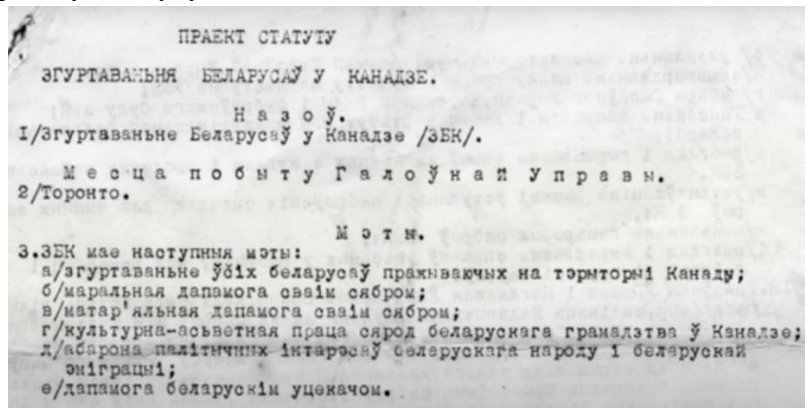 ПРАЕКТ СТАТУТУ
ЗГУРТАВАНЬНЯ БЕЛАРУСАЎ У КАНАДЗЕ.
Н а з о ў.
I/Згуртаваньне Беларусаў у Канадзе /ЗБК/.
М е с ц а п о б ы т у Г а л о ў н а й У п р а в ы.
2/Торонто.
М э т ы.
3.ЗБК мае наступныя мэты:
а/згуртаваньне ўсіх беларусаў пражываючых на тэрыторыі Канады;
б/маральная дапамога сваім сябром;
в/матар'яльная дапамога сваім сябром;
г/культурна-асьветная праца сярод беларускага грамадзтва ў Канадзе;
д/абарона палітычных інтарэсаў беларускага народу і беларускай
эміграцыі;
е/дапамога беларускім уцекачом.